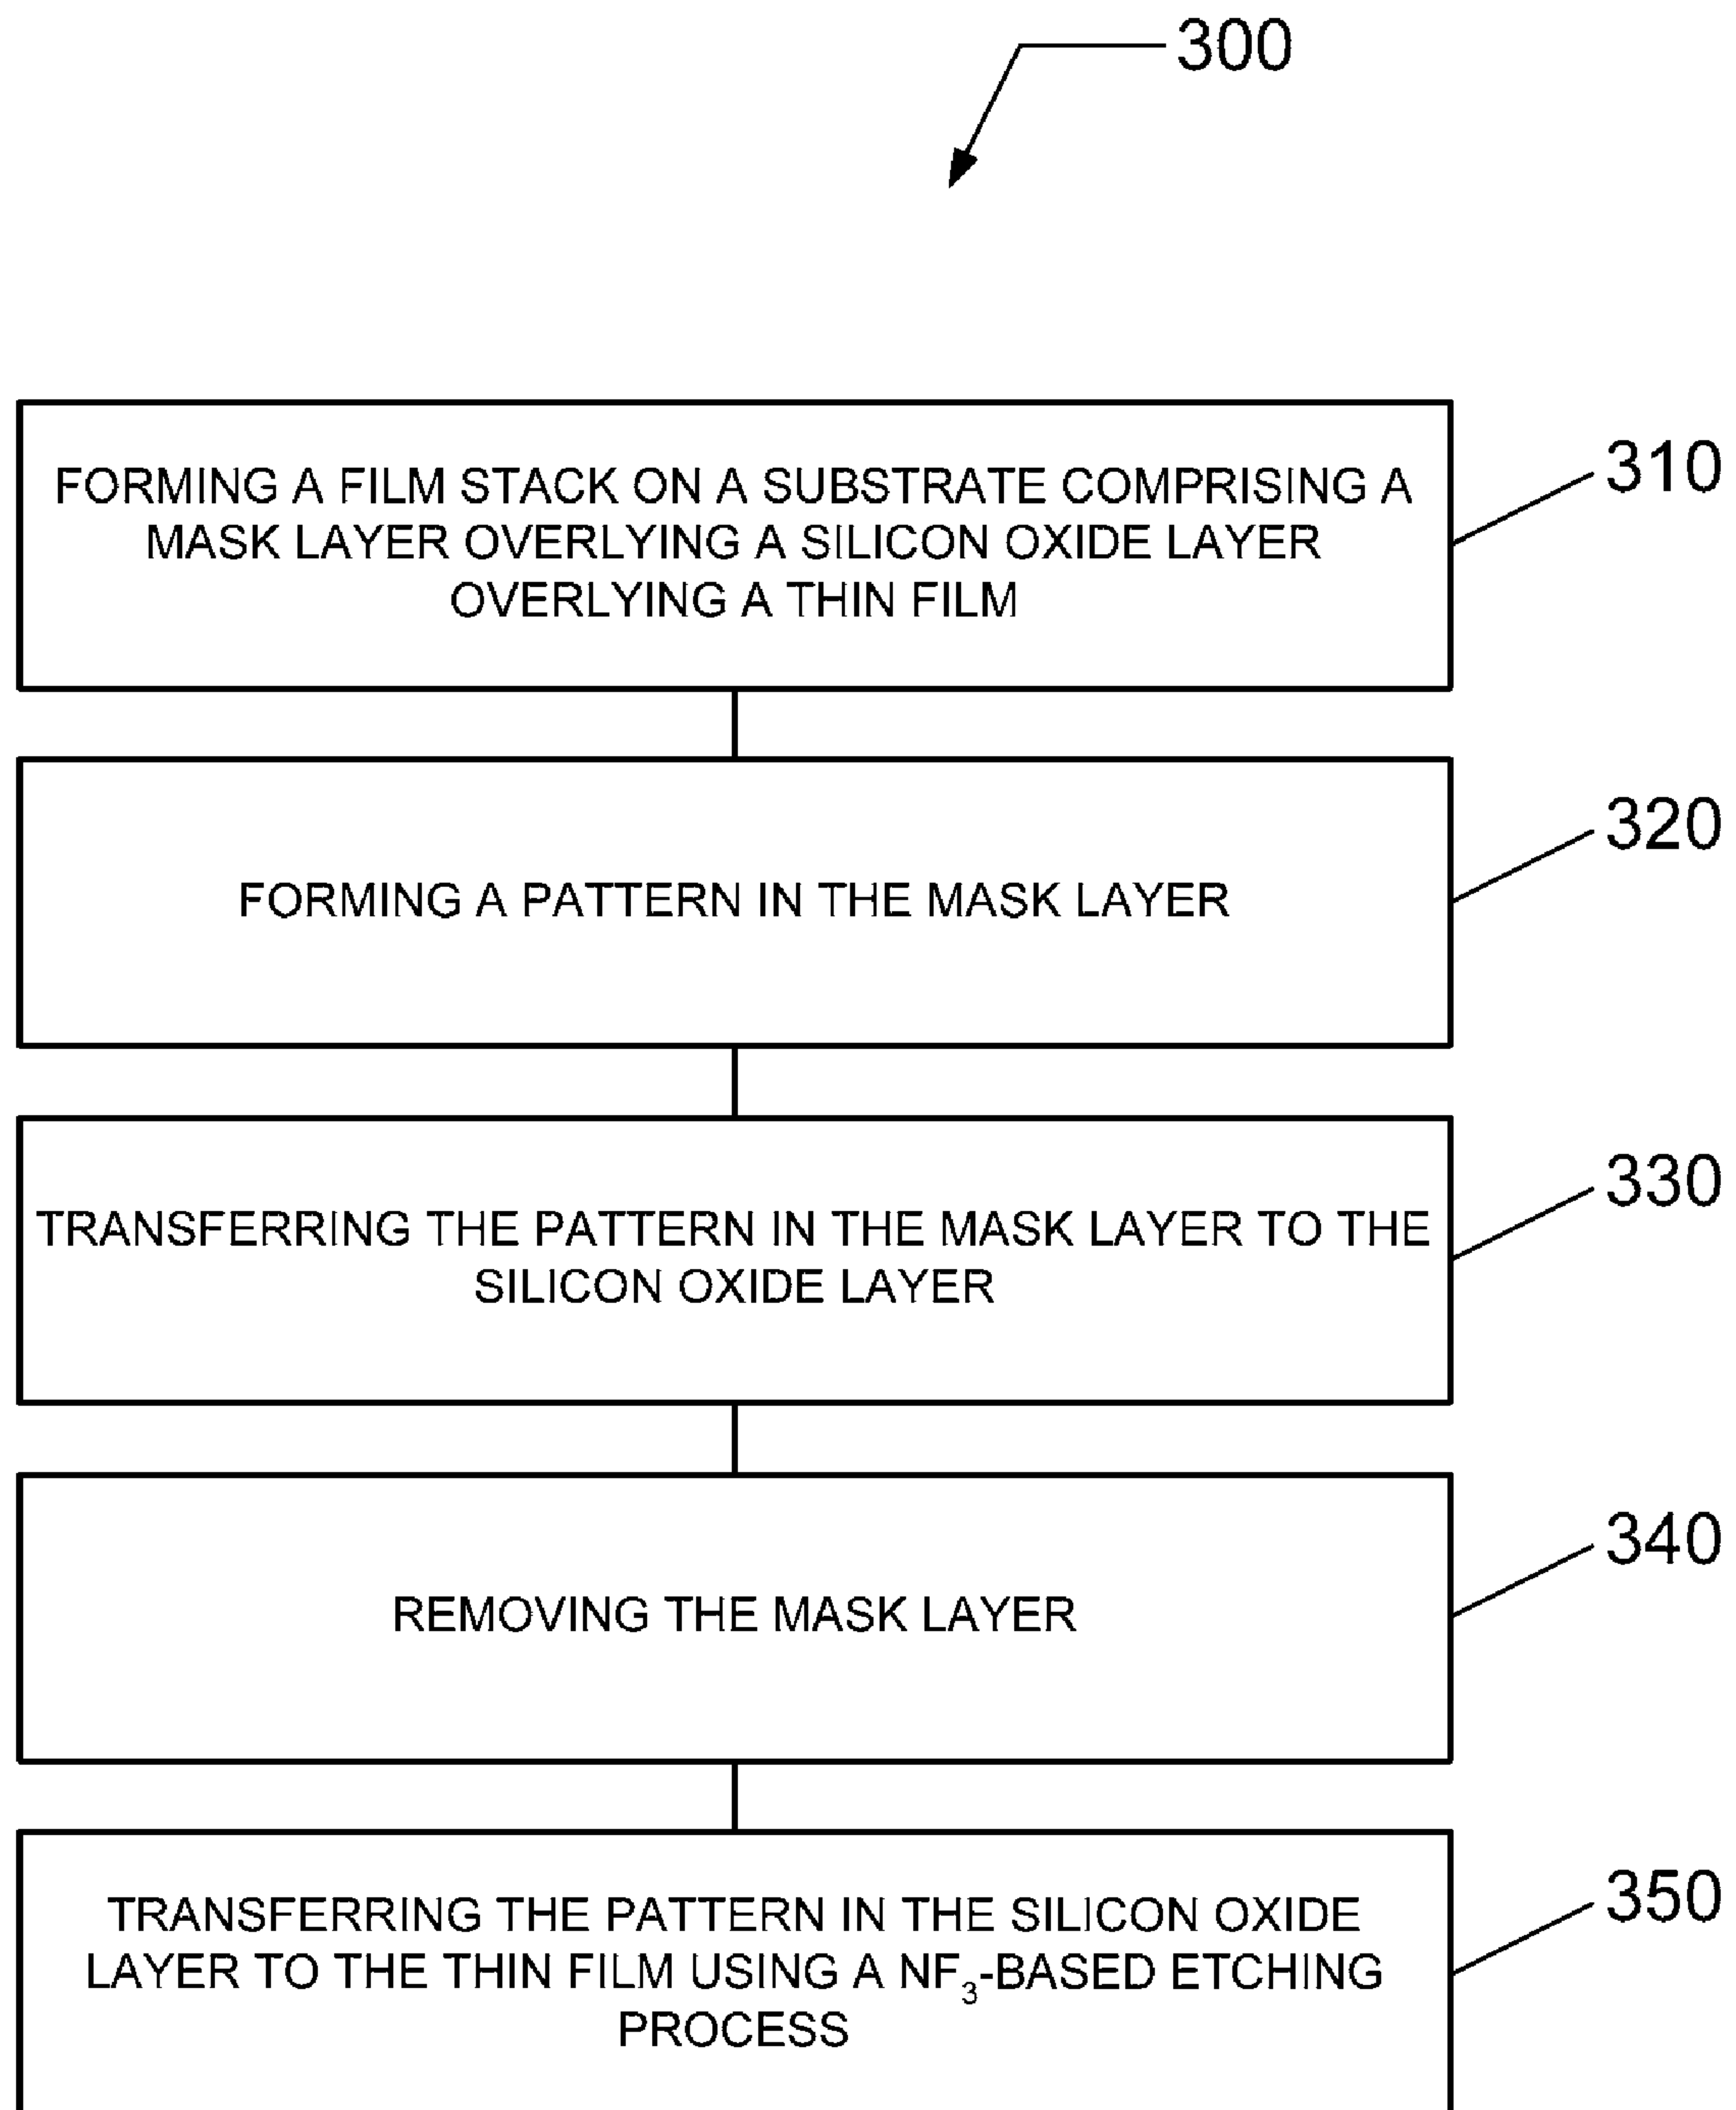 300
FORMING A FILM STACK ON A SUBSTRATE COMPRISING A
MASK LAYER OVERLYING A SILICON OXIDE LAYER
OVERLYING A THIN FILM
310
FORMING A PATTERN IN THE MASK LAYER
320
TRANSFERRING THE PATTERN IN THE MASK LAYER TO THE
SILICON OXIDE LAYER
330
REMOVING THE MASK LAYER
340
TRANSFERRING THE PATTERN IN THE SILICON OXIDE
LAYER TO THE THIN FILM USING A NF₃-BASED ETCHING
PROCESS
350